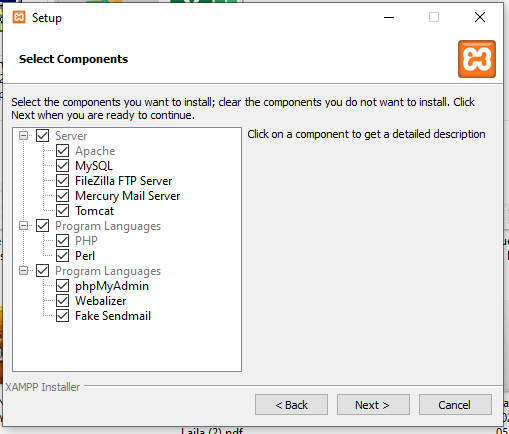 Setup
Select Components
Select the components you want to install; clear the components you do not want to install. Click
Next when you are ready to continue.
Server
Apache
MySQL
FileZilla FTP Server
Mercury Mail Server
Tomcat
Program Languages
PHP
Perl
Program Languages
phpMyAdmin
Webalizer
Fake Sendmail
Click on a component to get a detailed description
XAMPP Installer
< Back
Next >
Cancel
Laila (2).pdf